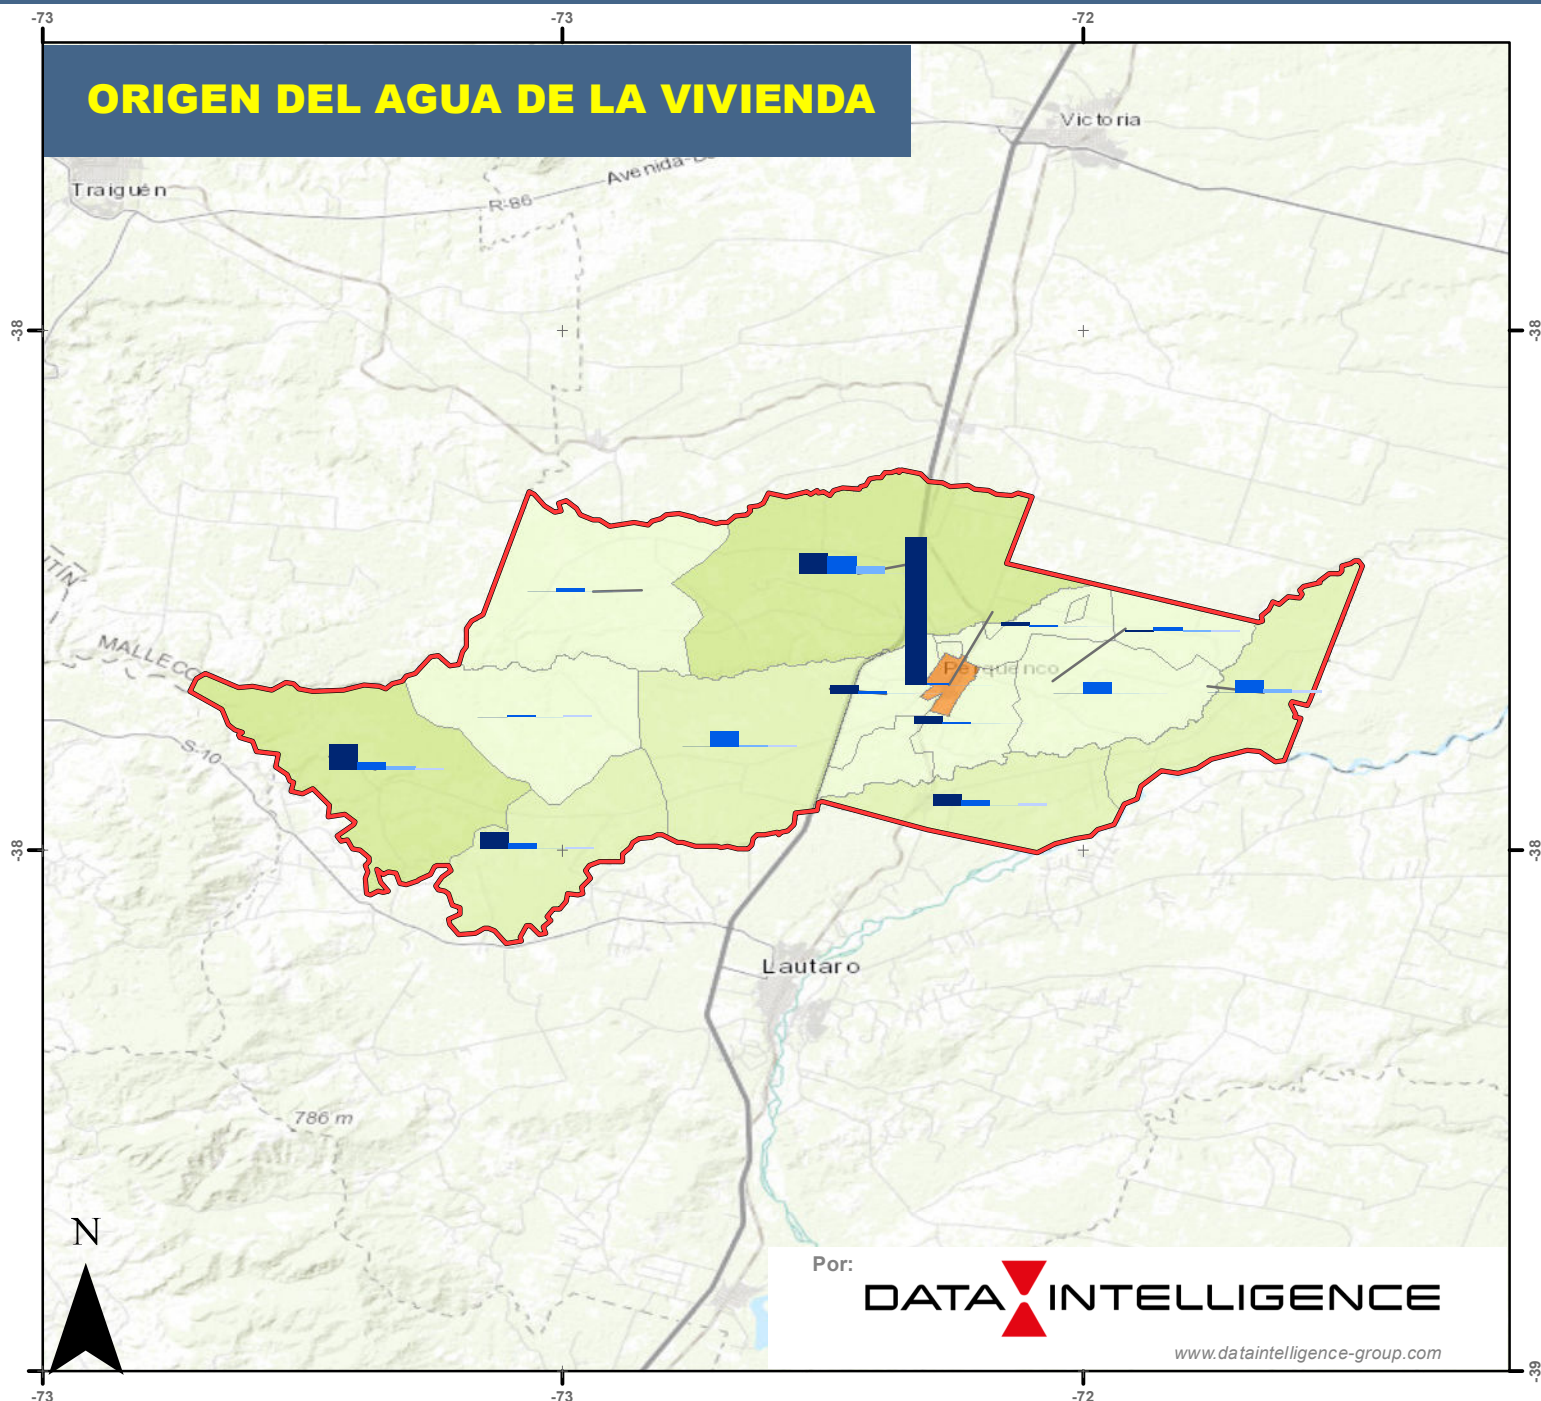 -73 -73 -72
ORIGEN DEL AGUA DE LA VIVIENDA
Victoria
Avenida-
Traiguén
R-86
-38 -38
Perquenco
MALLECO
S-10
-38 -38
Lautaro
786 m
N
Por:
DATA INTELLIGENCE
www.dataintelligence-group.com
-39
-73 -73 -72